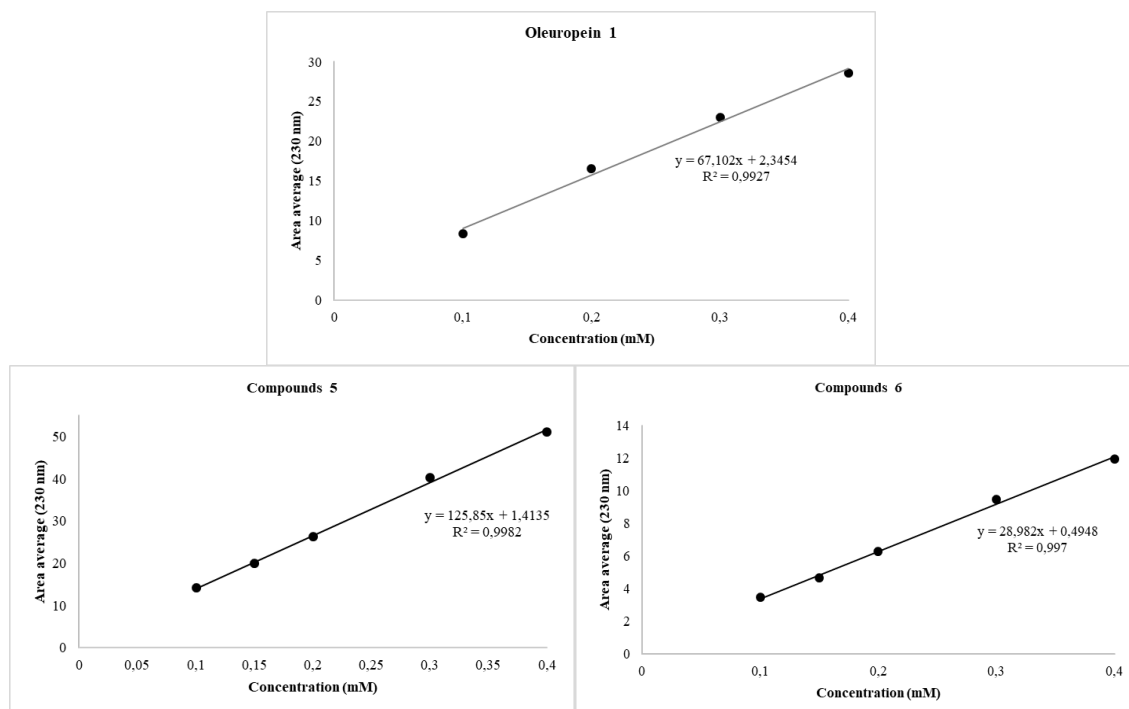 Oleuropein 1
Area average (230 nm)
30
25
20
15
10
5
0
y = 67,102x + 2,3454
R² = 0,9927
0
0,1
0,2
0,3
0,4
Concentration (mM)
Compounds 5
Area average (230 nm)
50
40
30
20
10
0
y = 125,85x + 1,4135
R² = 0,9982
0
0,05
0,1
0,15
0,2
0,25
0,3
0,35
0,4
Concentration (mM)
Compounds 6
Area average (230 nm)
14
12
10
8
6
4
2
0
y = 28,982x + 0,4948
R² = 0,997
0
0,1
0,2
0,3
0,4
Concentration (mM)